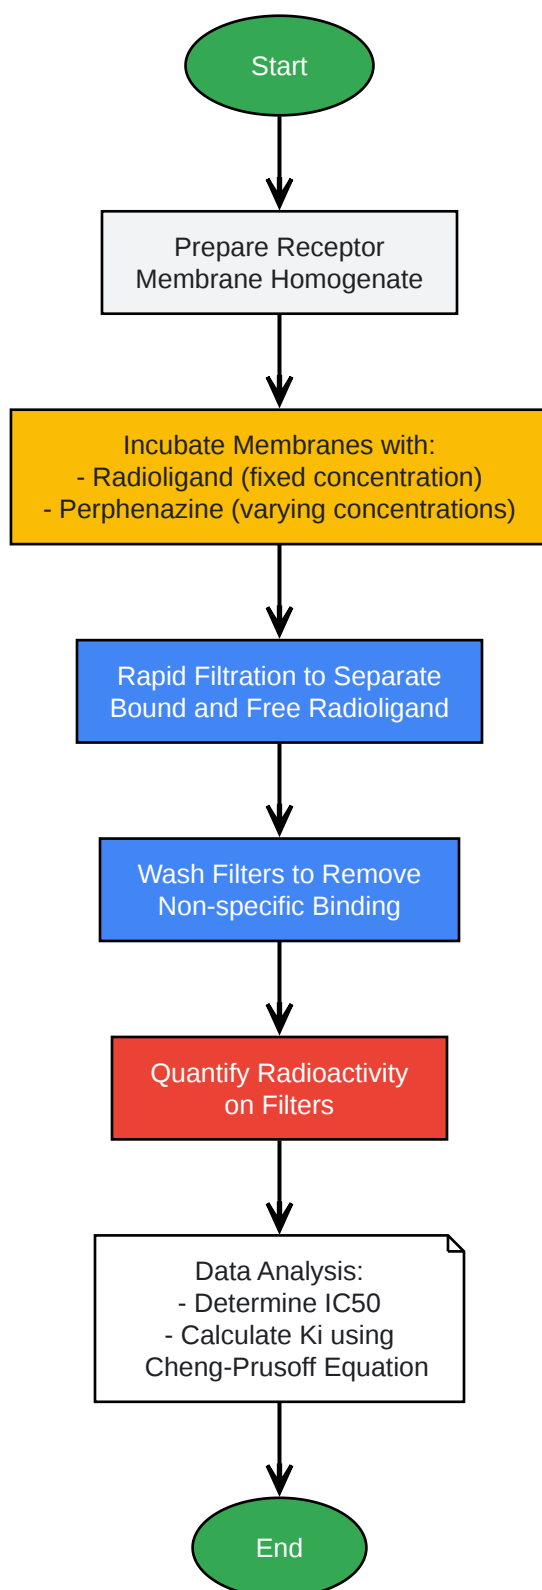 Start
Prepare Receptor
Membrane Homogenate
Incubate Membranes with:
- Radioligand (fixed concentration)
- Perphenazine (varying concentrations)
Rapid Filtration to Separate
Bound and Free Radioligand
Wash Filters to Remove
Non-specific Binding
Quantify Radioactivity
on Filters
Data Analysis:
- Determine IC50
- Calculate Ki using
Cheng-Prusoff Equation
End